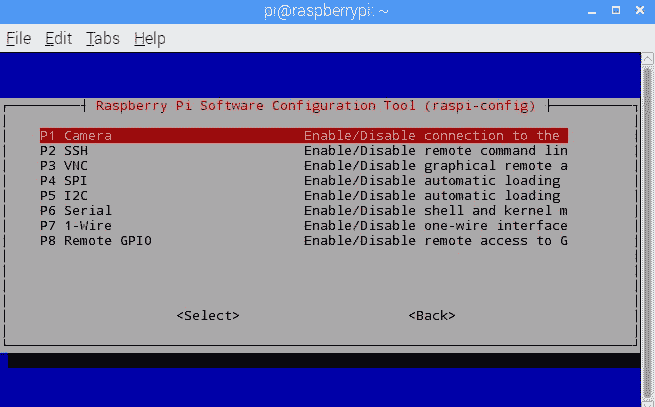 pi@raspberrypi: ~
File Edit Tabs Help
Raspberry Pi Software Configuration Tool (raspi-config)
P1 Camera Enable/Disable connection to the
P2 SSH Enable/Disable remote command lin
P3 VNC Enable/Disable graphical remote a
P4 SPI Enable/Disable automatic loading
P5 I2C Enable/Disable automatic loading
P6 Serial Enable/Disable shell and kernel m
P7 1-Wire Enable/Disable one-wire interface
P8 Remote GPIO Enable/Disable remote access to G
<Select> <Back>